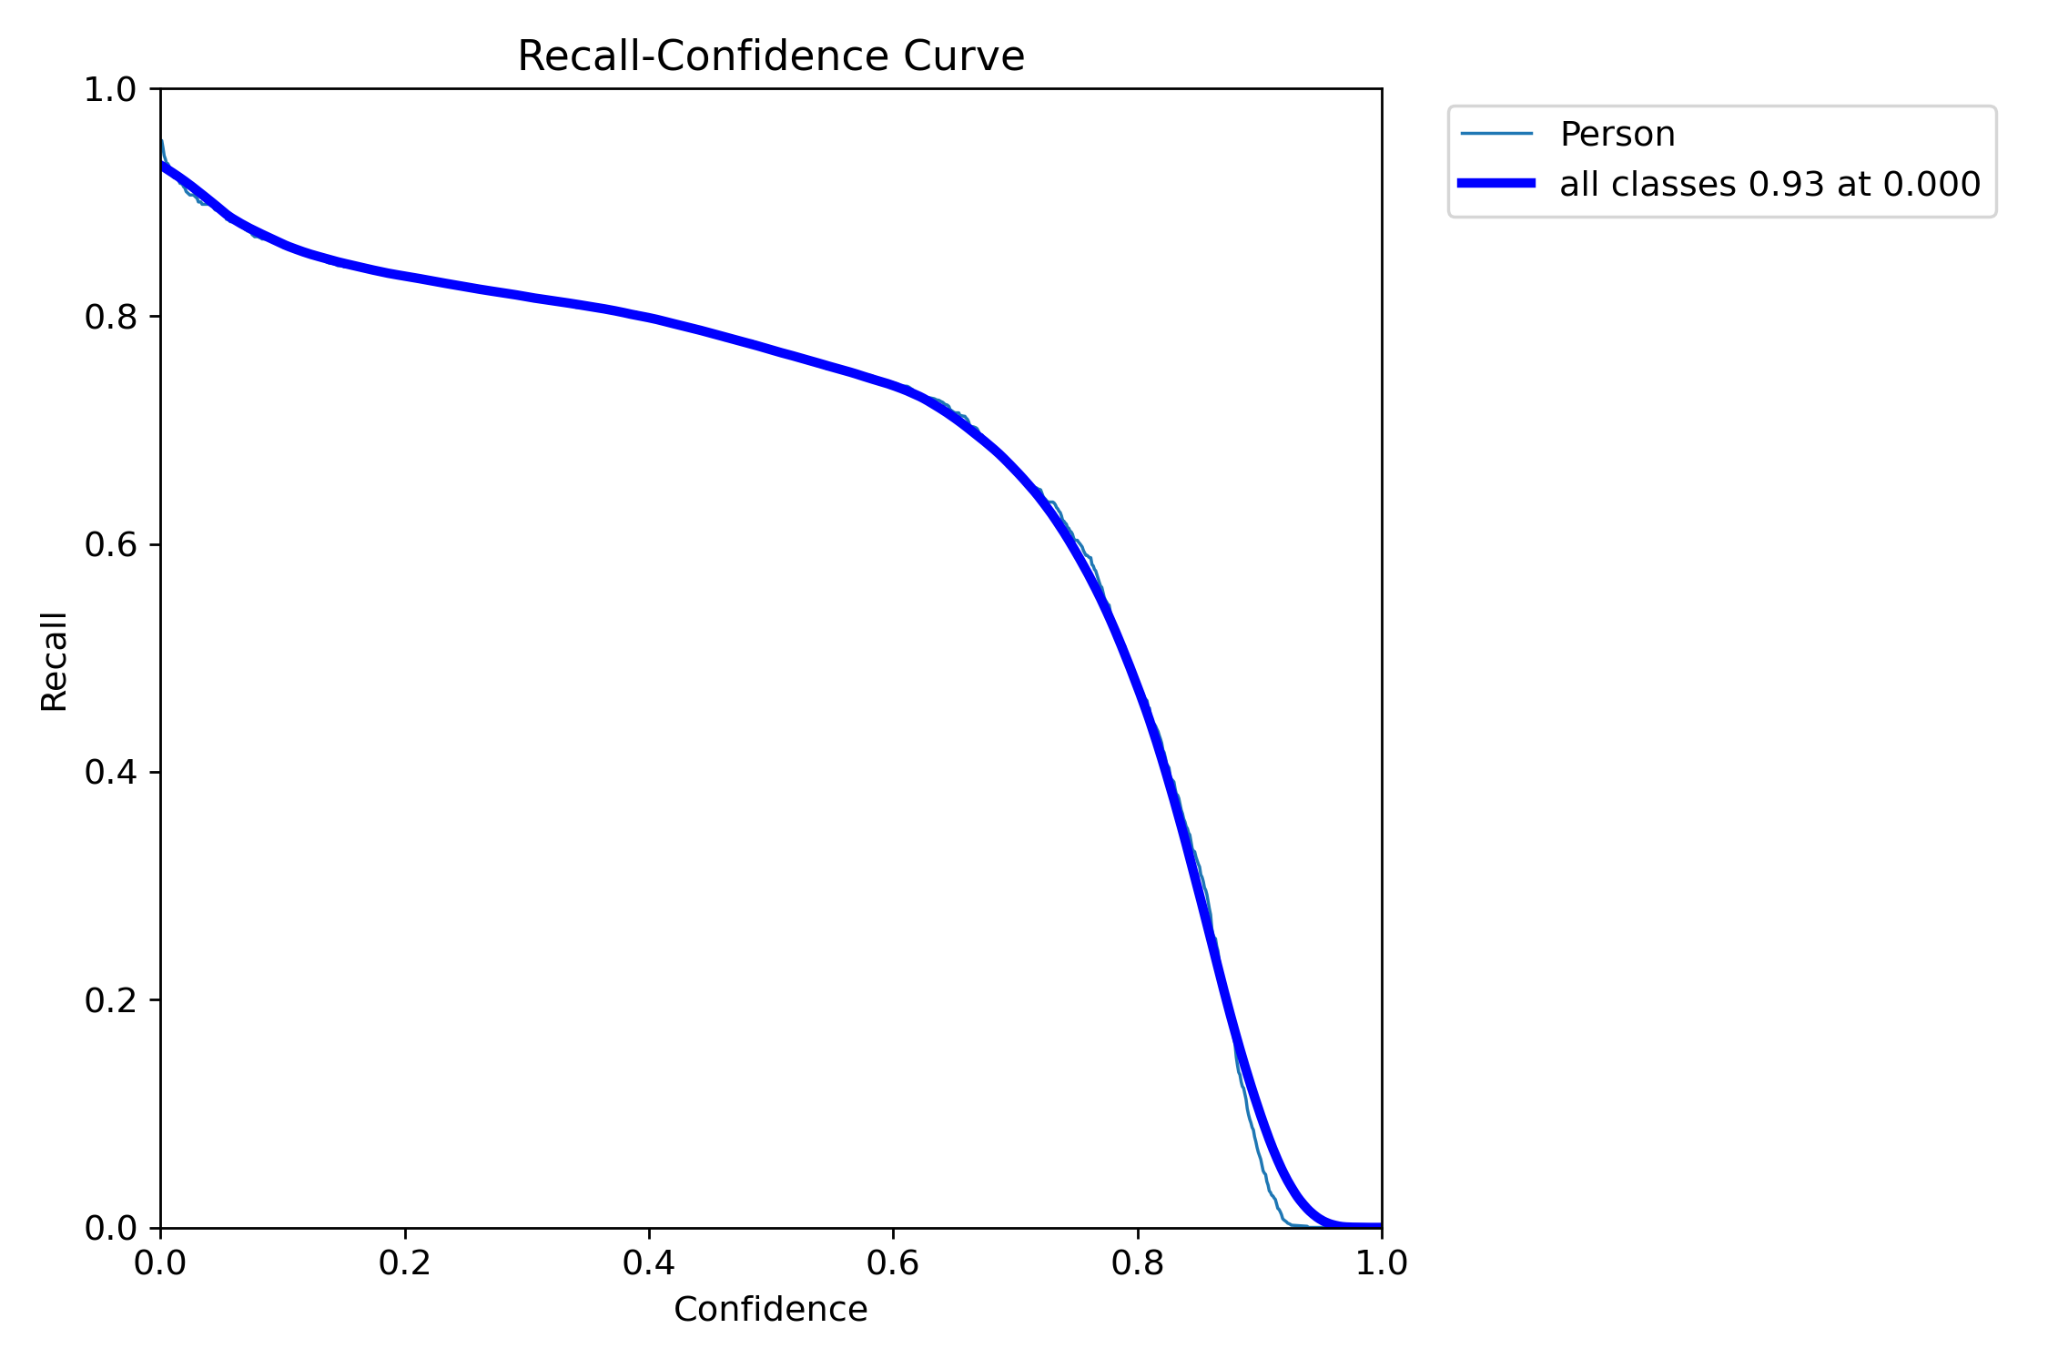 Recall-Confidence Curve
Person
all classes 0.93 at 0.000
1.0
0.8
0.6
0.4
0.2
0.0
Recall
0.0 0.2 0.4 0.6 0.8 1.0
Confidence